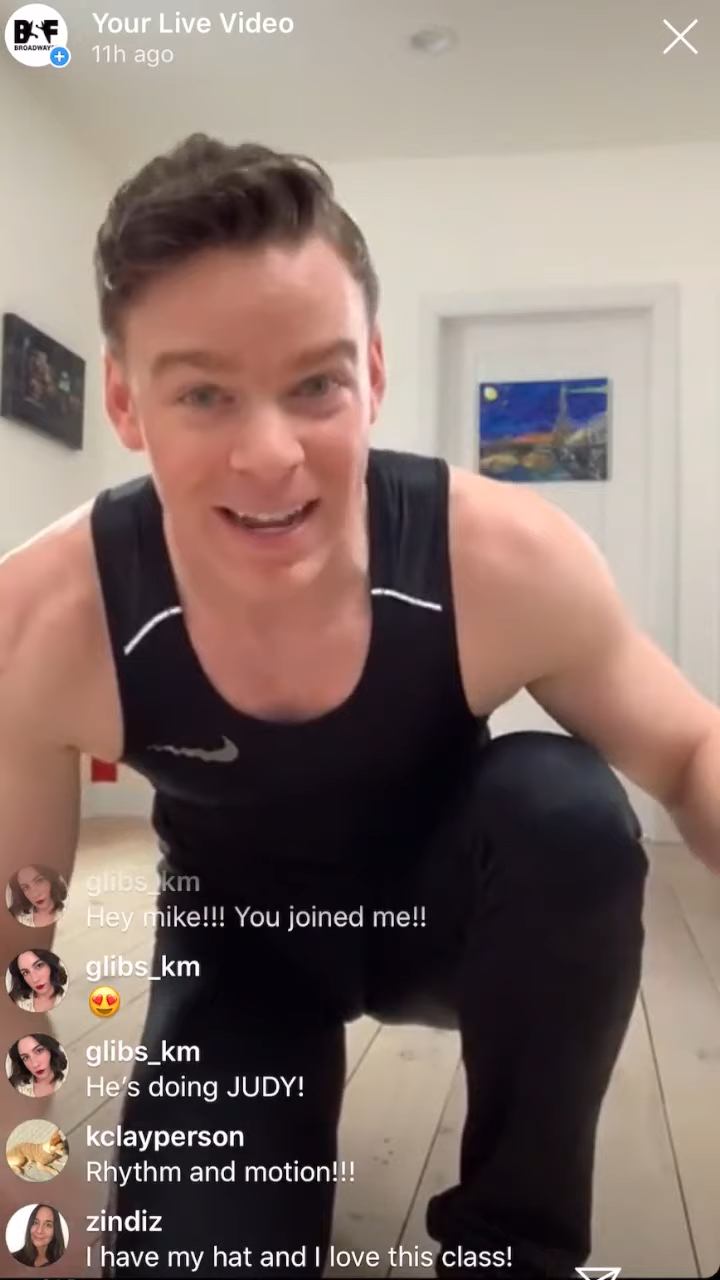 BSF
BROADWAY
Your Live Video
11h ago
glibs_km
Hey mike!!! You joined me!!
glibs_km
😍
glibs_km
He's doing JUDY!
kclayperson
Rhythm and motion!!!
zindiz
I have my hat and I love this class!